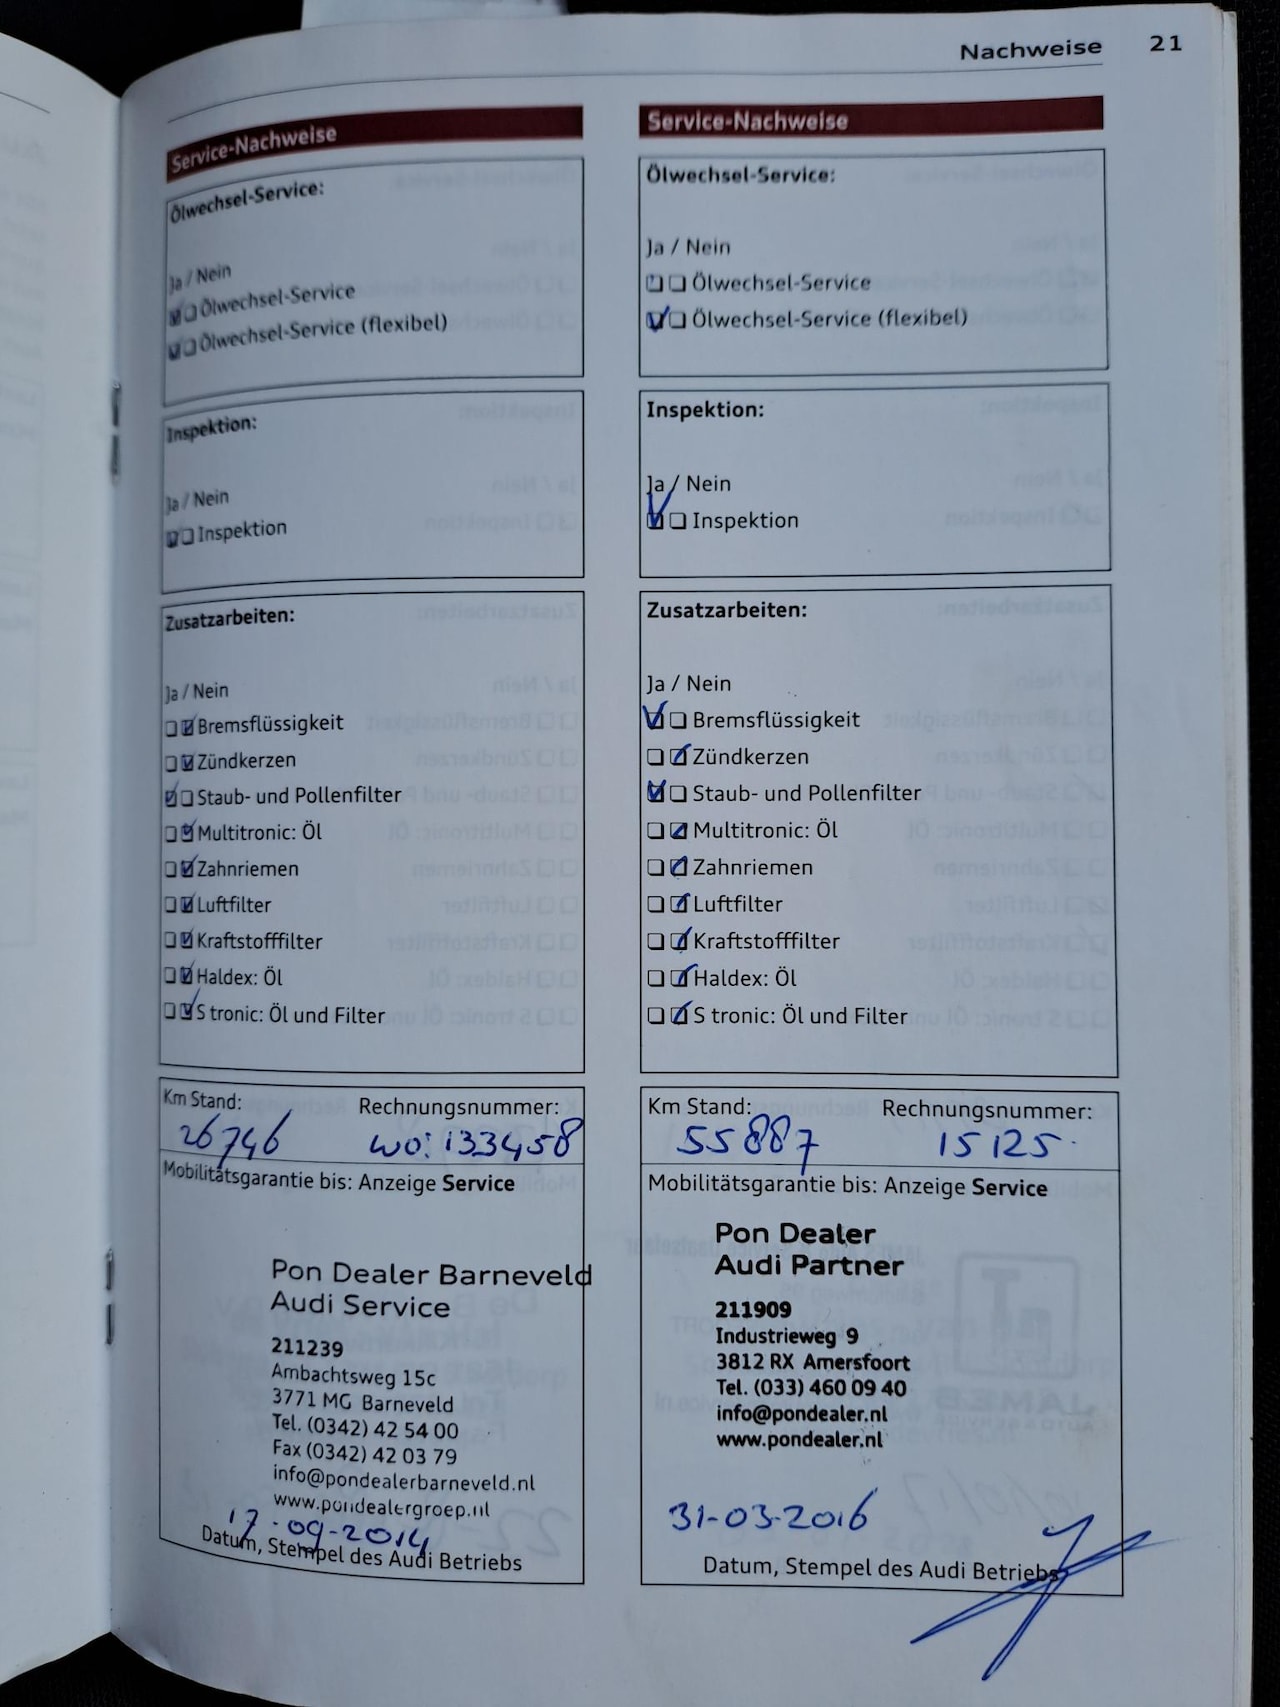 Nachweise 21
Service-Nachweise
Ölwechsel-Service:
Ja / Nein
Ölwechsel-Service
Ölwechsel-Service (flexibel)
Inspektion:
Ja / Nein
Inspektion
Zusatzarbeiten:
Ja / Nein
Bremsflüssigkeit
Zündkerzen
Staub- und Pollenfilter
Multitronic: Öl
Zahnriemen
Luftfilter
Kraftstofffilter
Haldex: Öl
S tronic: Öl und Filter
Km Stand: Rechnungsnummer:
26746 wo: 133458
Mobilitätsgarantie bis: Anzeige Service
Pon Dealer Barneveld
Audi Service
211239
Ambachtsweg 15c
3771 MG Barneveld
Tel. (0342) 42 54 00
Fax (0342) 42 03 79
info@pondealerbarneveld.nl
www.pondealergroep.nl
17-09-2014
Datum, Stempel des Audi Betriebs
Service-Nachweise
Ölwechsel-Service:
Ja / Nein
Ölwechsel-Service
Ölwechsel-Service (flexibel)
Inspektion:
Ja / Nein
Inspektion
Zusatzarbeiten:
Ja / Nein
Bremsflüssigkeit
Zündkerzen
Staub- und Pollenfilter
Multitronic: Öl
Zahnriemen
Luftfilter
Kraftstofffilter
Haldex: Öl
S tronic: Öl und Filter
Km Stand: Rechnungsnummer:
55887 15125
Mobilitätsgarantie bis: Anzeige Service
Pon Dealer
Audi Partner
211909
Industrieweg 9
3812 RX Amersfoort
Tel. (033) 460 09 40
info@pondealer.nl
www.pondealer.nl
31-03-2016
Datum, Stempel des Audi Betriebs